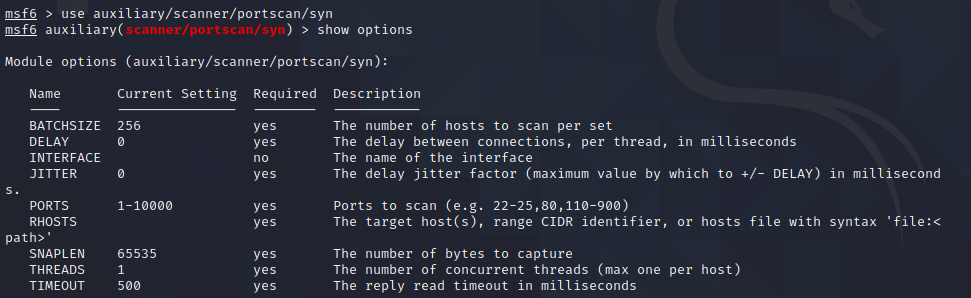 msf6 > use auxiliary/scanner/portscan/syn
msf6 auxiliary(scanner/portscan/syn) > show options
Module options (auxiliary/scanner/portscan/syn):
Name Current Setting Required Description
BATCHSIZE 256 yes The number of hosts to scan per set
DELAY 0 yes The delay between connections, per thread, in milliseconds
INTERFACE no The name of the interface
JITTER 0 yes The delay jitter factor (maximum value by which to +/- DELAY) in millisecond
s.
PORTS 1-10000 yes Ports to scan (e.g. 22-25,80,110-900)
RHOSTS yes The target host(s), range CIDR identifier, or hosts file with syntax 'file:<
path>'
SNAPLEN 65535 yes The number of bytes to capture
THREADS 1 yes The number of concurrent threads (max one per host)
TIMEOUT 500 yes The reply read timeout in milliseconds